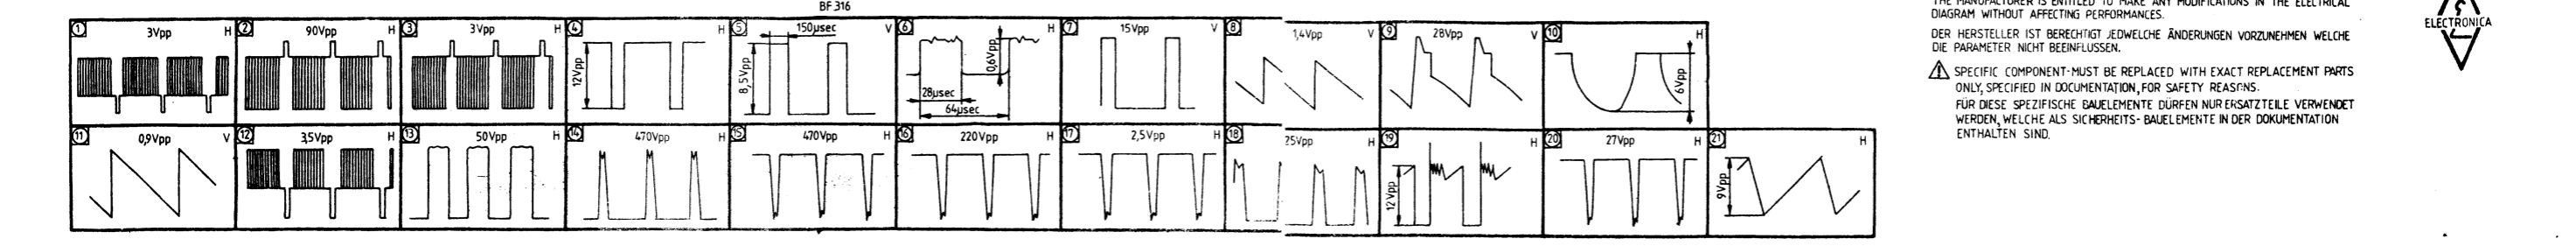 BF 316
1 3Vpp H
2 90Vpp H
3 3Vpp H
4 12Vpp H
5 150µsec V
8,5Vpp
6 H
0,6Vpp
28µsec
64µsec
7 15Vpp V
8 1,4Vpp V
9 28Vpp V
10 H
6Vpp
11 0,9Vpp V
12 3,5Vpp H
13 50Vpp H
14 470Vpp H
15 470Vpp H
16 220Vpp H
17 2,5Vpp H
18 25Vpp H
19 H
12Vpp
20 27Vpp H
21 H
9Vpp
THE MANUFACTURER IS ENTITLED TO MAKE ANY MODIFICATIONS IN THE ELECTRICAL
DIAGRAM WITHOUT AFFECTING PERFORMANCES.
DER HERSTELLER IST BERECHTIGT JEDWELCHE ÄNDERUNGEN VORZUNEHMEN WELCHE
DIE PARAMETER NICHT BEEINFLUSSEN.
SPECIFIC COMPONENT-MUST BE REPLACED WITH EXACT REPLACEMENT PARTS
ONLY, SPECIFIED IN DOCUMENTATION, FOR SAFETY REASONS.
FÜR DIESE SPEZIFISCHE BAUELEMENTE DÜRFEN NUR ERSATZTEILE VERWENDET
WERDEN, WELCHE ALS SICHERHEITS-BAUELEMENTE IN DER DOKUMENTATION
ENTHALTEN SIND.
ELECTRONICA